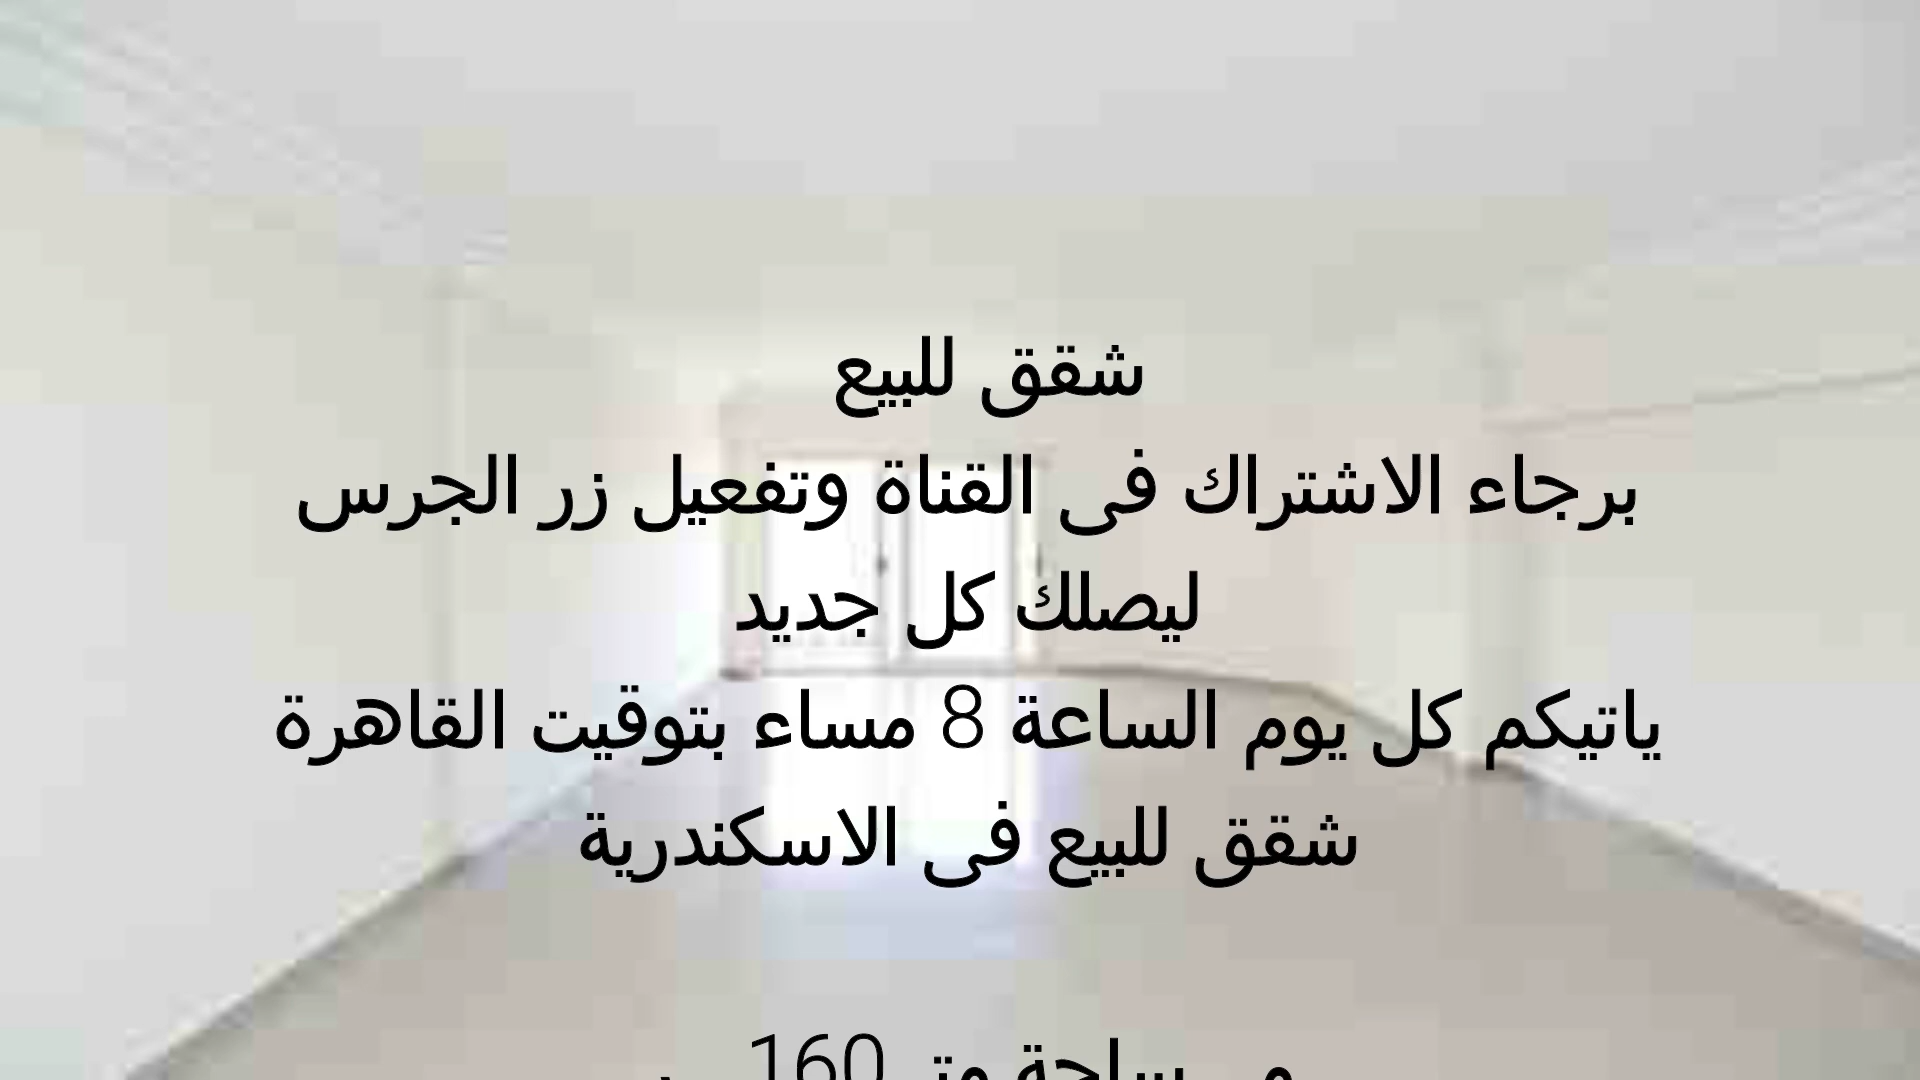 شقق للبيع
برجاء الاشتراك فى القناة وتفعيل زر الجرس
ليصلك كل جديد
ياتيكم كل يوم الساعة 8 مساء بتوقيت القاهرة
شقق للبيع فى الاسكندرية
160